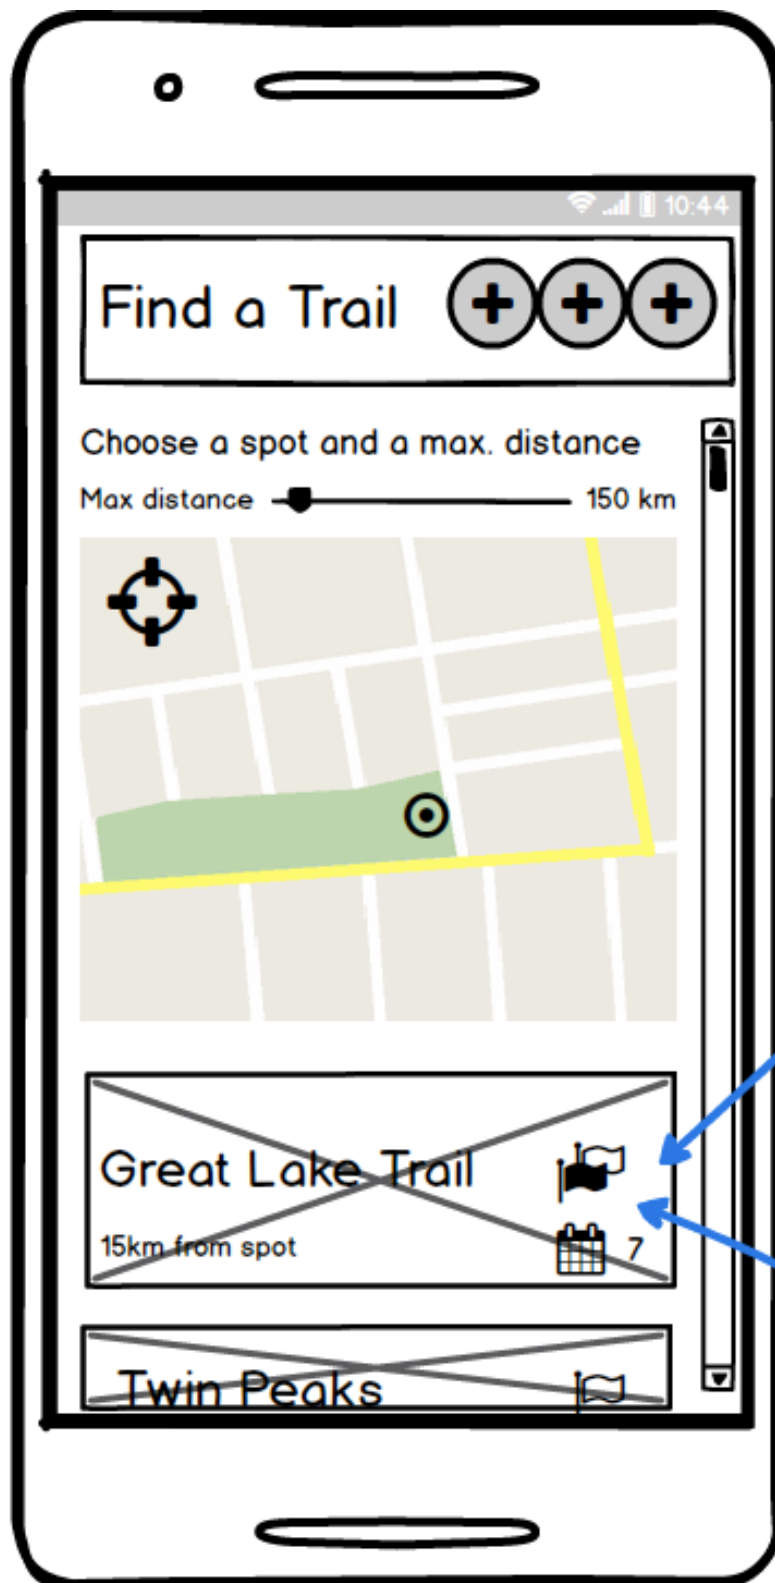 10:44
Find a Trail
Choose a spot and a max. distance
Max distance 150 km
Great Lake Trail
15km from spot
7
Twin Peaks